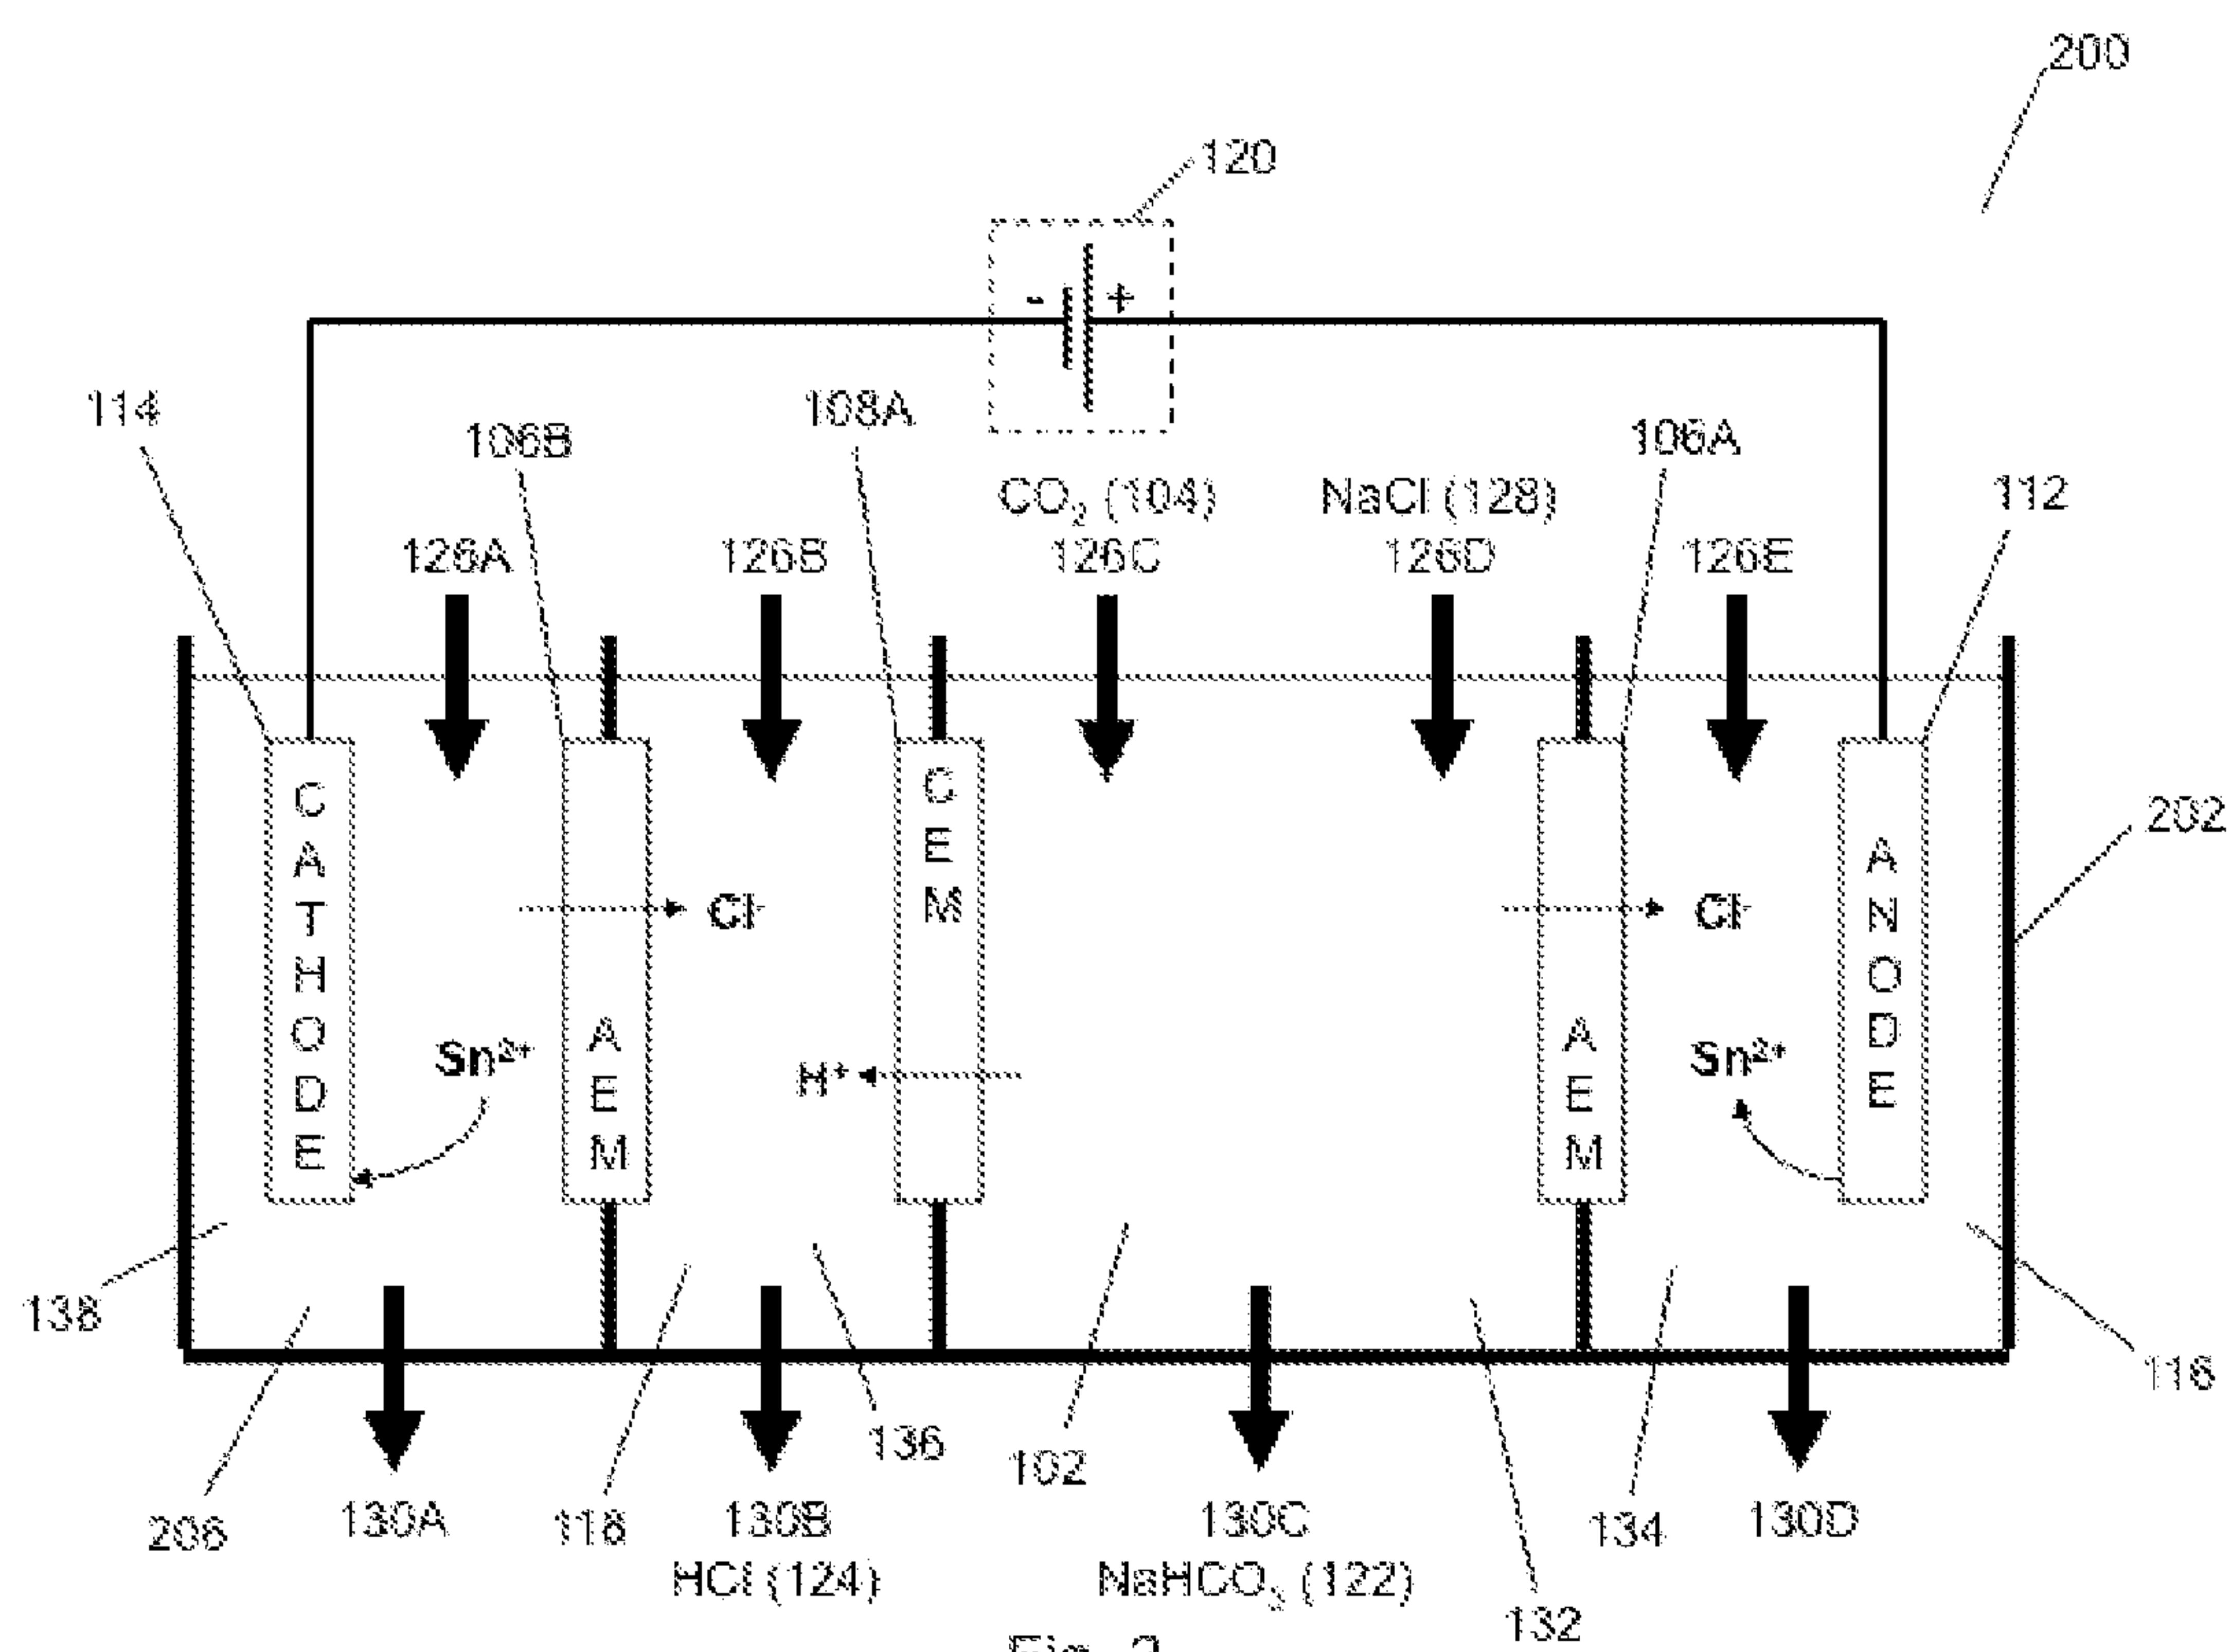 200
120
- +
114
106B
108A
106A
CO₂ (104)
NaCl (128)
112
126A
126B
126C
126D
126E
202
CATHODE
AEM
CEM
AEM
ANODE
Cl-
Cl-
Sn²⁺
H⁺
Sn²⁺
138
116
206
130A
118
130B
136
102
130C
134
130D
HCl (124)
NaHCO₃ (122)
132